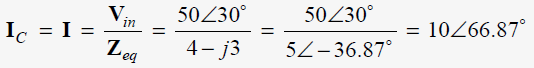 I_C = I = V_in / Z_eq = 50∠30° / 4 − j3 = 50∠30° / 5∠−36.87° = 10∠66.87°